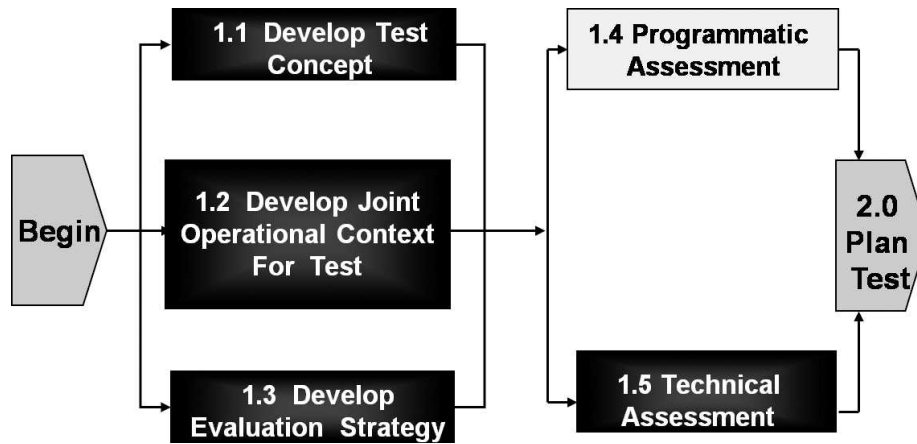 Begin
1.1 Develop Test
Concept
1.2 Develop Joint
Operational Context
For Test
1.3 Develop
Evaluation Strategy
1.4 Programmatic
Assessment
1.5 Technical
Assessment
2.0
Plan
Test